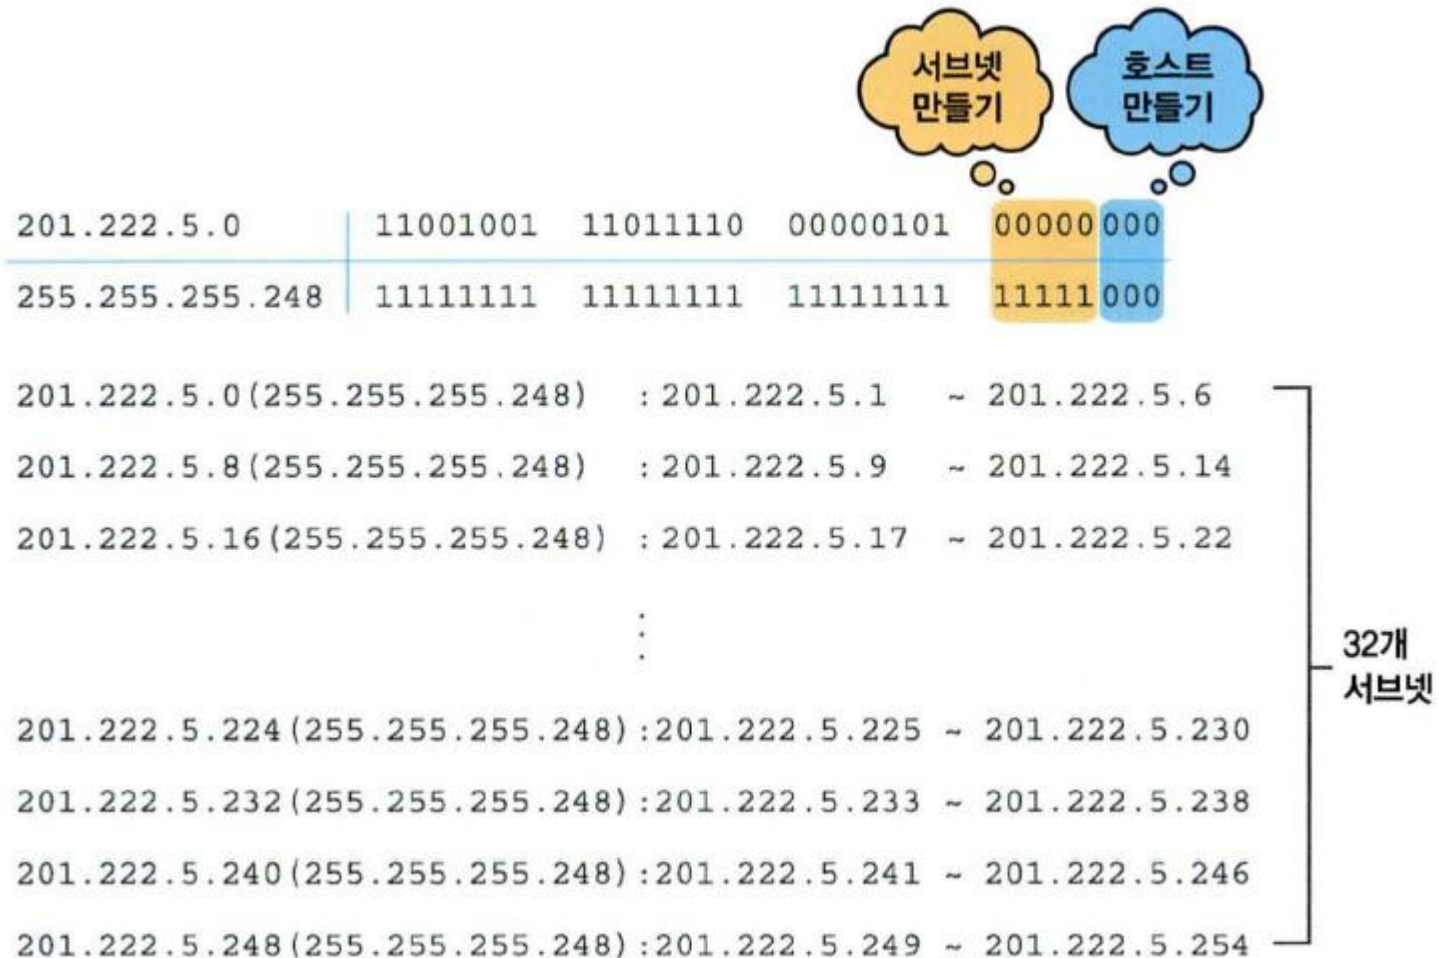 서브넷
만들기
호스트
만들기
201.222.5.0 11001001 11011110 00000101 00000 000
255.255.255.248 11111111 11111111 11111111 11111 000
201.222.5.0(255.255.255.248) :201.222.5.1 ~ 201.222.5.6
201.222.5.8(255.255.255.248) :201.222.5.9 ~ 201.222.5.14
201.222.5.16(255.255.255.248) :201.222.5.17 ~ 201.222.5.22
⋮
32개
서브넷
201.222.5.224(255.255.255.248):201.222.5.225 ~ 201.222.5.230
201.222.5.232(255.255.255.248):201.222.5.233 ~ 201.222.5.238
201.222.5.240(255.255.255.248):201.222.5.241 ~ 201.222.5.246
201.222.5.248(255.255.255.248):201.222.5.249 ~ 201.222.5.254